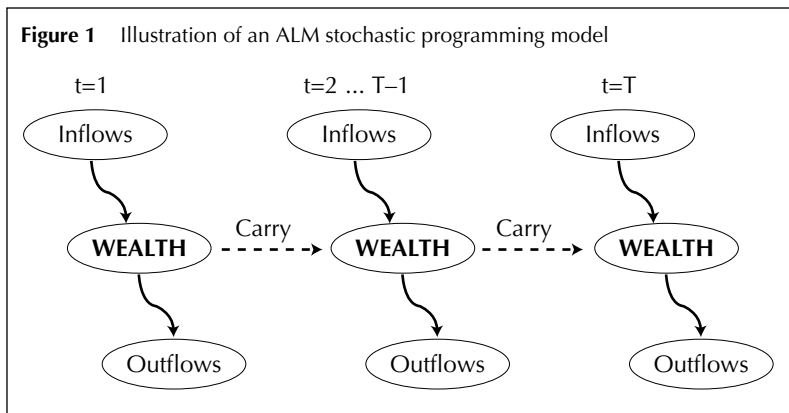 Figure 1 Illustration of an ALM stochastic programming model
t=1 t=2 ... T–1 t=T
Inflows Inflows Inflows
Carry Carry
WEALTH WEALTH WEALTH
Outflows Outflows Outflows